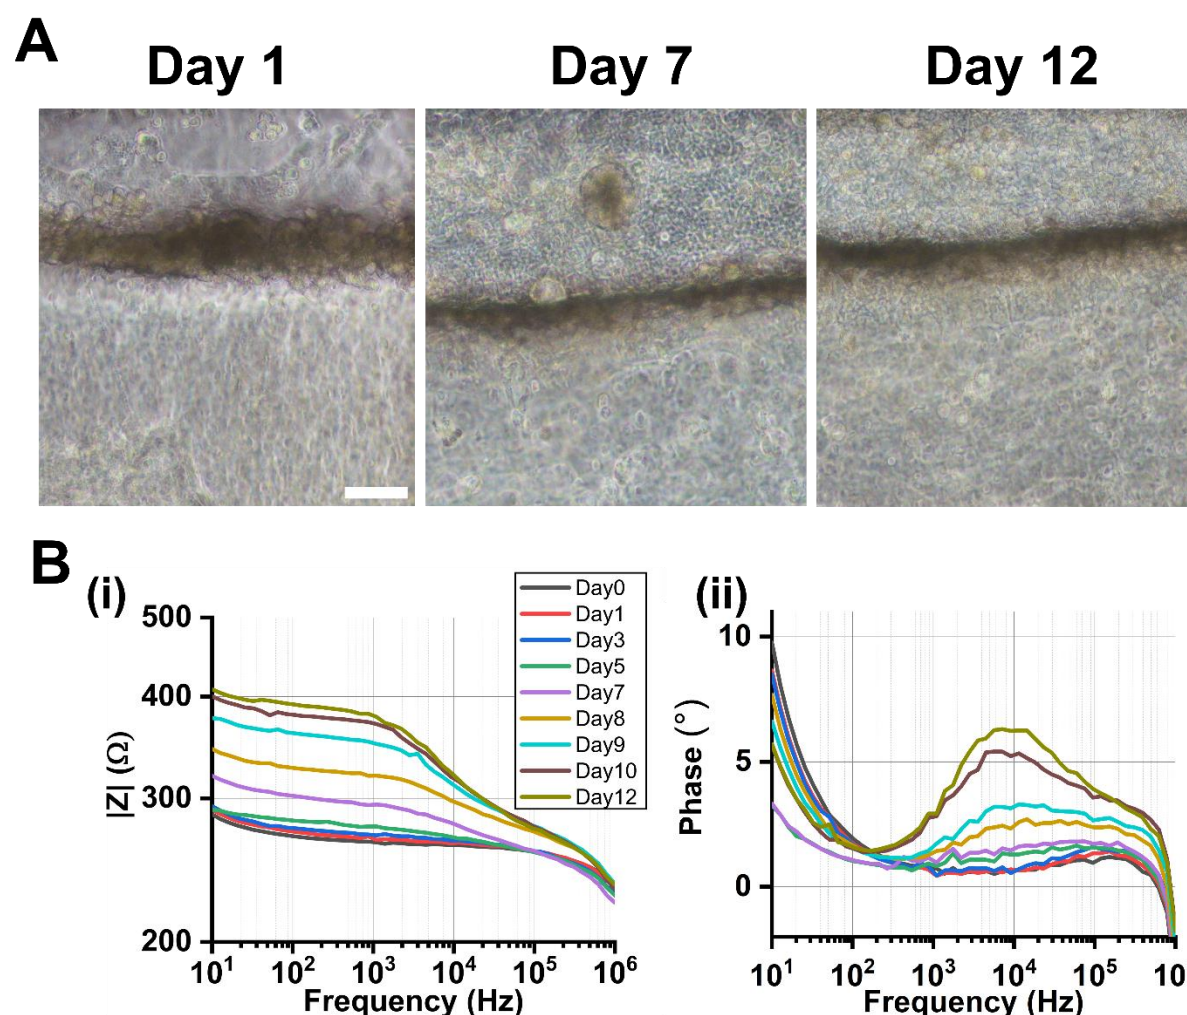 A
Day 1 Day 7 Day 12
B
(i)
500
400
300
200
|Z| (Ω)
10¹ 10² 10³ 10⁴ 10⁵ 10⁶
Frequency (Hz)
Day0
Day1
Day3
Day5
Day7
Day8
Day9
Day10
Day12
(ii)
10
5
0
Phase (°)
10¹ 10² 10³ 10⁴ 10⁵ 10
Frequency (Hz)